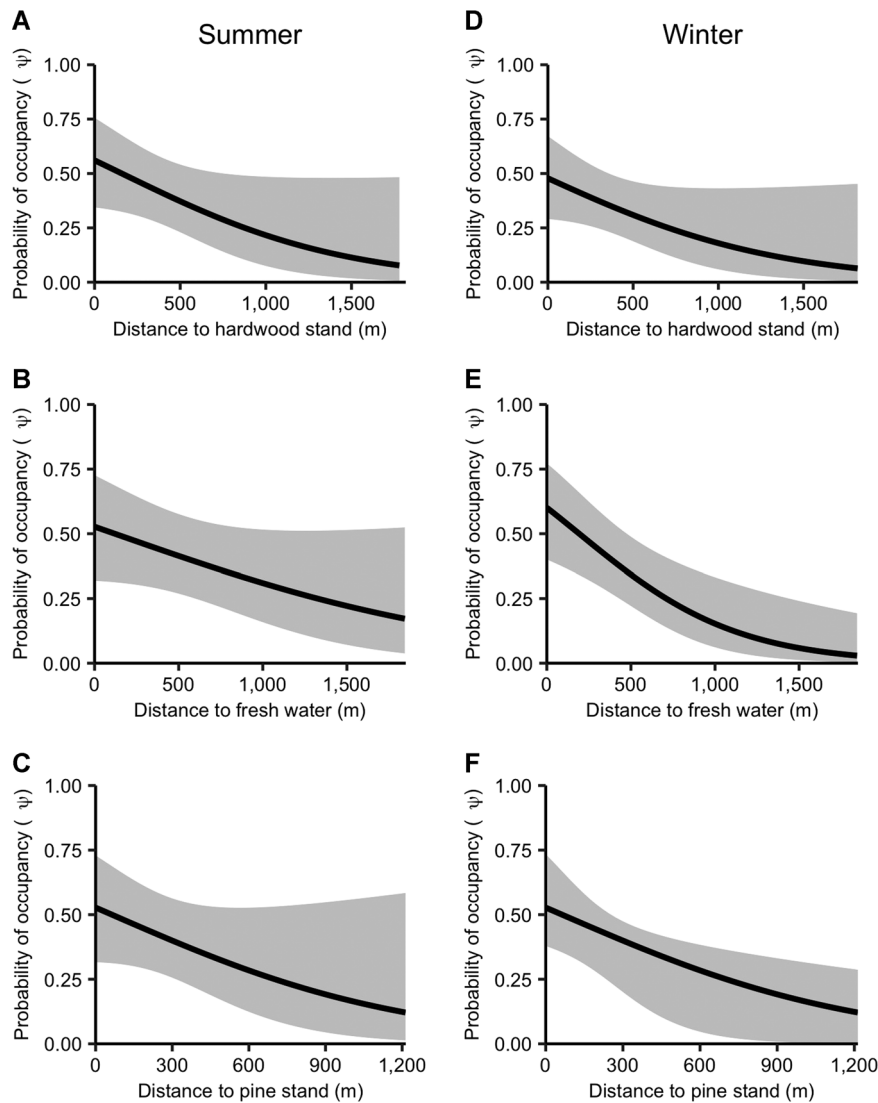 A
Summer
Probability of occupancy ( ψ)
1.00
0.75
0.50
0.25
0.00
0 500 1,000 1,500
Distance to hardwood stand (m)
D
Winter
Probability of occupancy ( ψ)
1.00
0.75
0.50
0.25
0.00
0 500 1,000 1,500
Distance to hardwood stand (m)
B
Probability of occupancy ( ψ)
1.00
0.75
0.50
0.25
0.00
0 500 1,000 1,500
Distance to fresh water (m)
E
Probability of occupancy ( ψ)
1.00
0.75
0.50
0.25
0.00
0 500 1,000 1,500
Distance to fresh water (m)
C
Probability of occupancy ( ψ)
1.00
0.75
0.50
0.25
0.00
0 300 600 900 1,200
Distance to pine stand (m)
F
Probability of occupancy ( ψ)
1.00
0.75
0.50
0.25
0.00
0 300 600 900 1,200
Distance to pine stand (m)